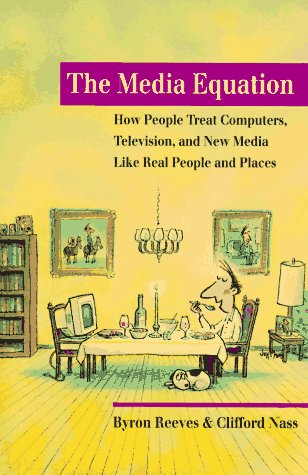 The Media Equation
How People Treat Computers,
Television, and New Media
Like Real People and Places
Byron Reeves & Clifford Nass